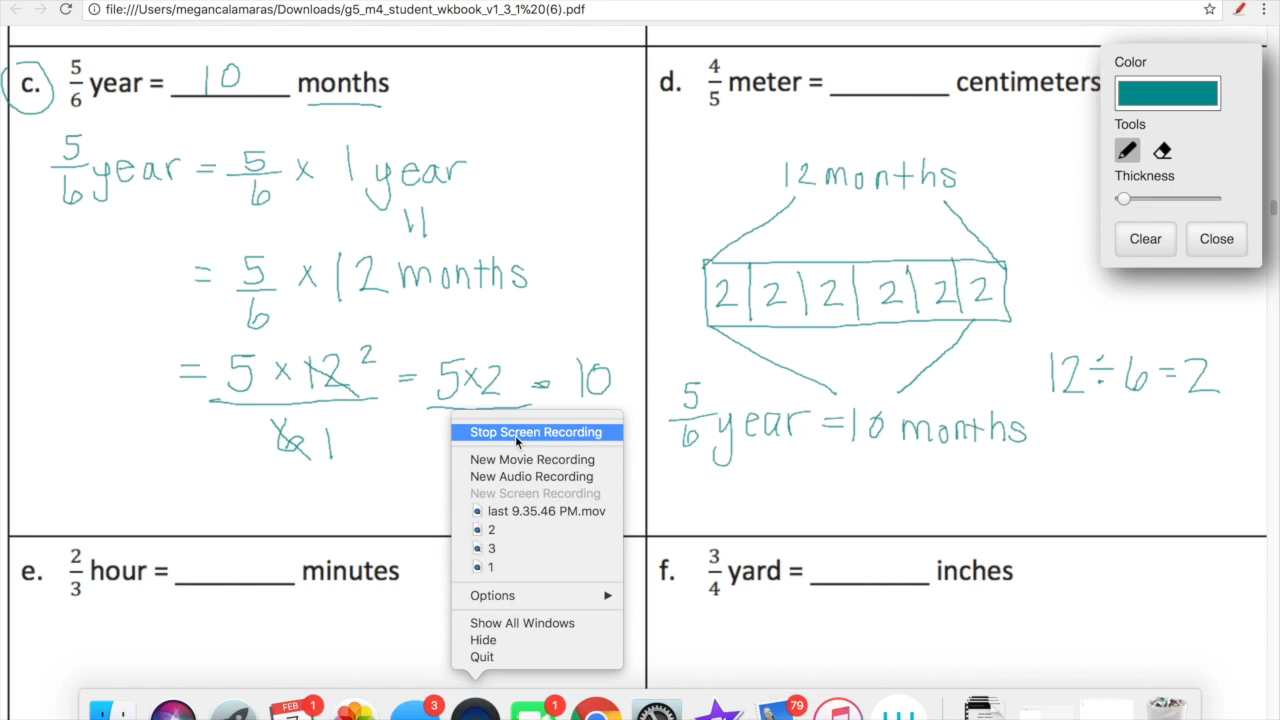 file:///Users/megancalamaras/Downloads/g5_m4_student_wkbook_v1_3_1%20(6).pdf
c. 5/6 year = 10 months
5/6 year = 5/6 × 1 year
= 5/6 × 12 months
= 5 × 12 2 = 5×2 = 10
6 1
d. 4/5 meter = ________ centimeters
12 months
2 2 2 2 2 2
12 ÷ 6 = 2
5/6 year = 10 months
e. 2/3 hour = ________ minutes
f. 3/4 yard = ________ inches
Color
Tools
Thickness
Clear Close
Stop Screen Recording
New Movie Recording
New Audio Recording
New Screen Recording
last 9.35.46 PM.mov
2
3
1
Options
Show All Windows
Hide
Quit
FEB 1
3
1
79